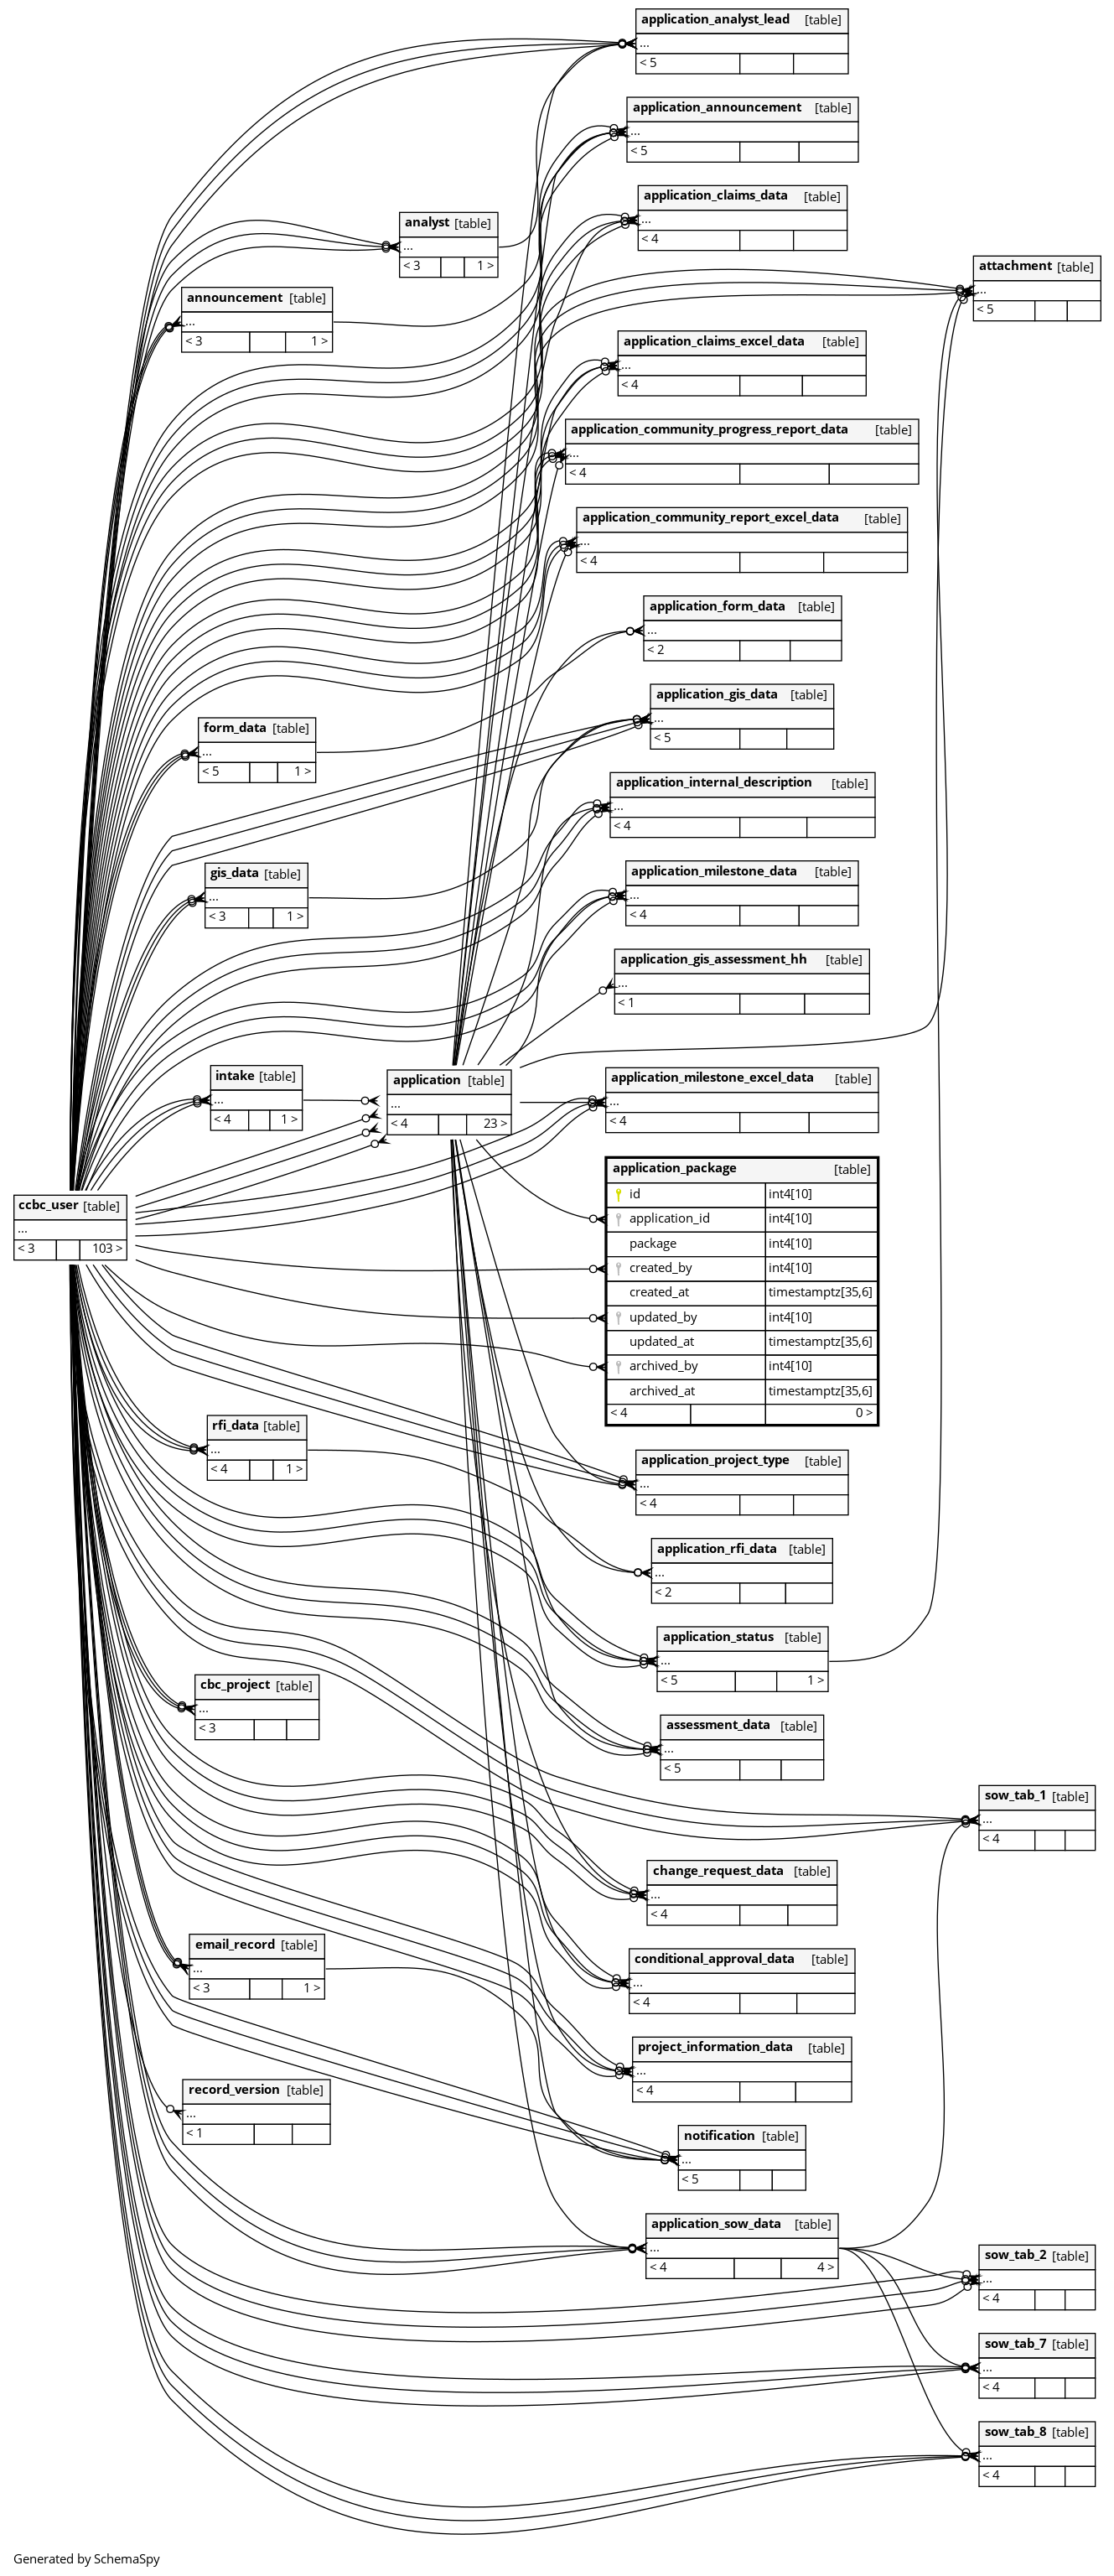 application_analyst_lead [table]
...
< 5
application_announcement [table]
...
< 5
application_claims_data [table]
...
< 4
analyst [table]
...
< 3 1 >
attachment [table]
...
< 5
announcement [table]
...
< 3 1 >
application_claims_excel_data [table]
...
< 4
application_community_progress_report_data [table]
...
< 4
application_community_report_excel_data [table]
...
< 4
application_form_data [table]
...
< 2
application_gis_data [table]
...
< 5
form_data [table]
...
< 5 1 >
application_internal_description [table]
...
< 4
application_milestone_data [table]
...
< 4
gis_data [table]
...
< 3 1 >
application_gis_assessment_hh [table]
...
< 1
intake [table]
...
< 4 1 >
application [table]
...
< 4 23 >
application_milestone_excel_data [table]
...
< 4
ccbc_user [table]
...
< 3 103 >
application_package [table]
id int4[10]
application_id int4[10]
package int4[10]
created_by int4[10]
created_at timestamptz[35,6]
updated_by int4[10]
updated_at timestamptz[35,6]
archived_by int4[10]
archived_at timestamptz[35,6]
< 4 0 >
rfi_data [table]
...
< 4 1 >
application_project_type [table]
...
< 4
application_rfi_data [table]
...
< 2
application_status [table]
...
< 5 1 >
cbc_project [table]
...
< 3
assessment_data [table]
...
< 5
sow_tab_1 [table]
...
< 4
change_request_data [table]
...
< 4
email_record [table]
...
< 3 1 >
conditional_approval_data [table]
...
< 4
project_information_data [table]
...
< 4
record_version [table]
...
< 1
notification [table]
...
< 5
application_sow_data [table]
...
< 4 4 >
sow_tab_2 [table]
...
< 4
sow_tab_7 [table]
...
< 4
sow_tab_8 [table]
...
< 4
Generated by SchemaSpy